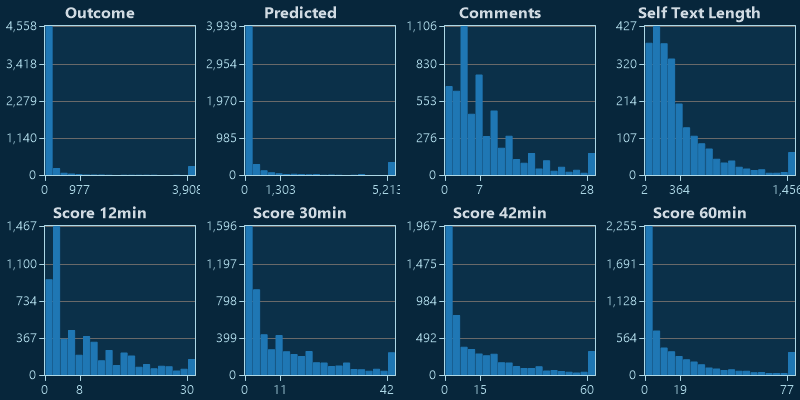 Outcome
4,558
3,418
2,279
1,140
0
0 977 3,908
Predicted
3,939
2,954
1,970
985
0
0 1,303 5,213
Comments
1,106
830
553
276
0
0 7 28
Self Text Length
427
320
214
107
0
2 364 1,456
Score 12min
1,467
1,100
734
367
0
0 8 30
Score 30min
1,596
1,197
798
399
0
0 11 42
Score 42min
1,967
1,475
984
492
0
0 15 60
Score 60min
2,255
1,691
1,128
564
0
0 19 77